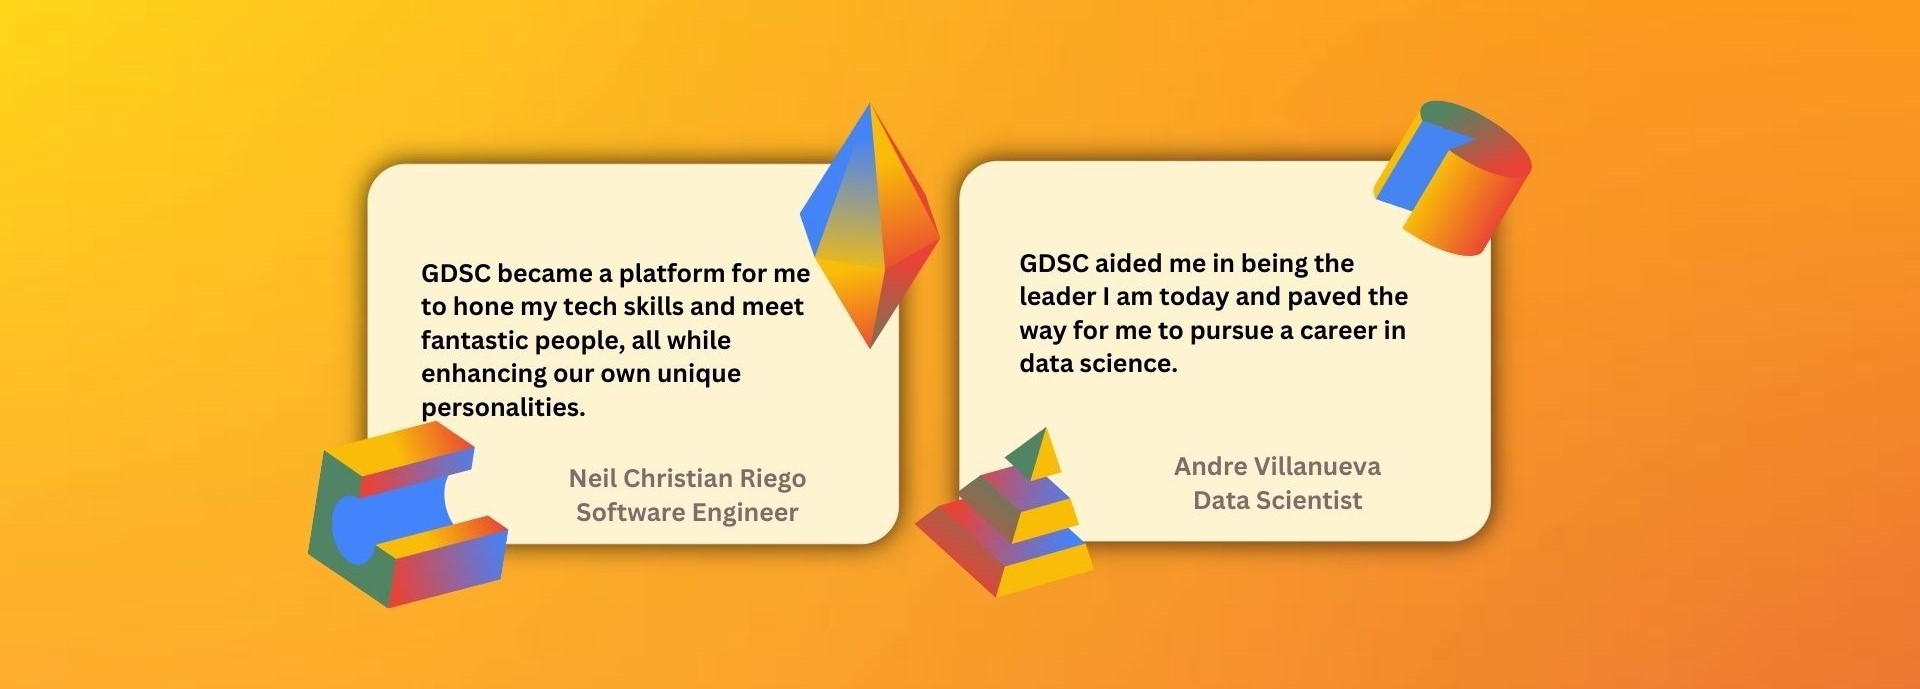 GDSC became a platform for me
to hone my tech skills and meet
fantastic people, all while
enhancing our own unique
personalities.
Neil Christian Riego
Software Engineer
GDSC aided me in being the
leader I am today and paved the
way for me to pursue a career in
data science.
Andre Villanueva
Data Scientist